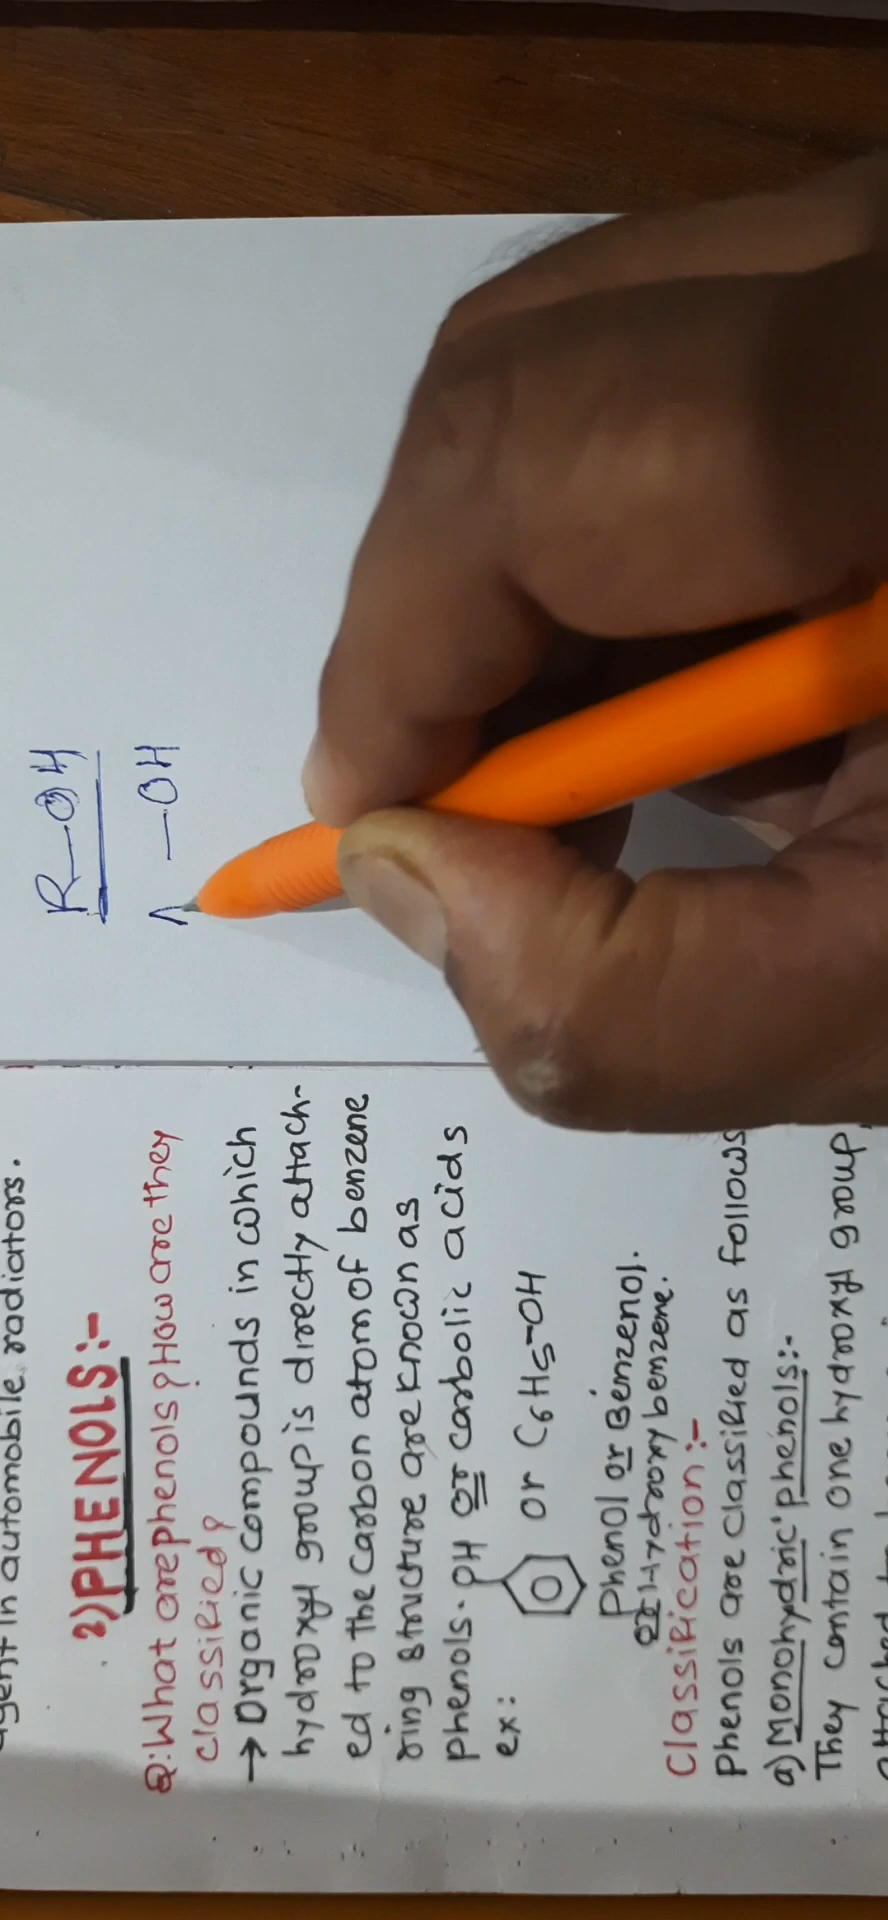 agent in automobile radiators.
2) PHENOLS:-
Q:What are phenols? How are they
classified?
→ Organic compounds in which
hydroxyl group is directly attach-
ed to the carbon atom of benzene
ring structure are known as
phenols. or carbolic acids
OH
ex: or C6H5-OH
Phenol or Benzenol.
or Hydroxy benzene.
Classification:-
Phenols are classified as follows
a) Monohydric phenols:-
They contain one hydroxyl group,
R-OH
-OH